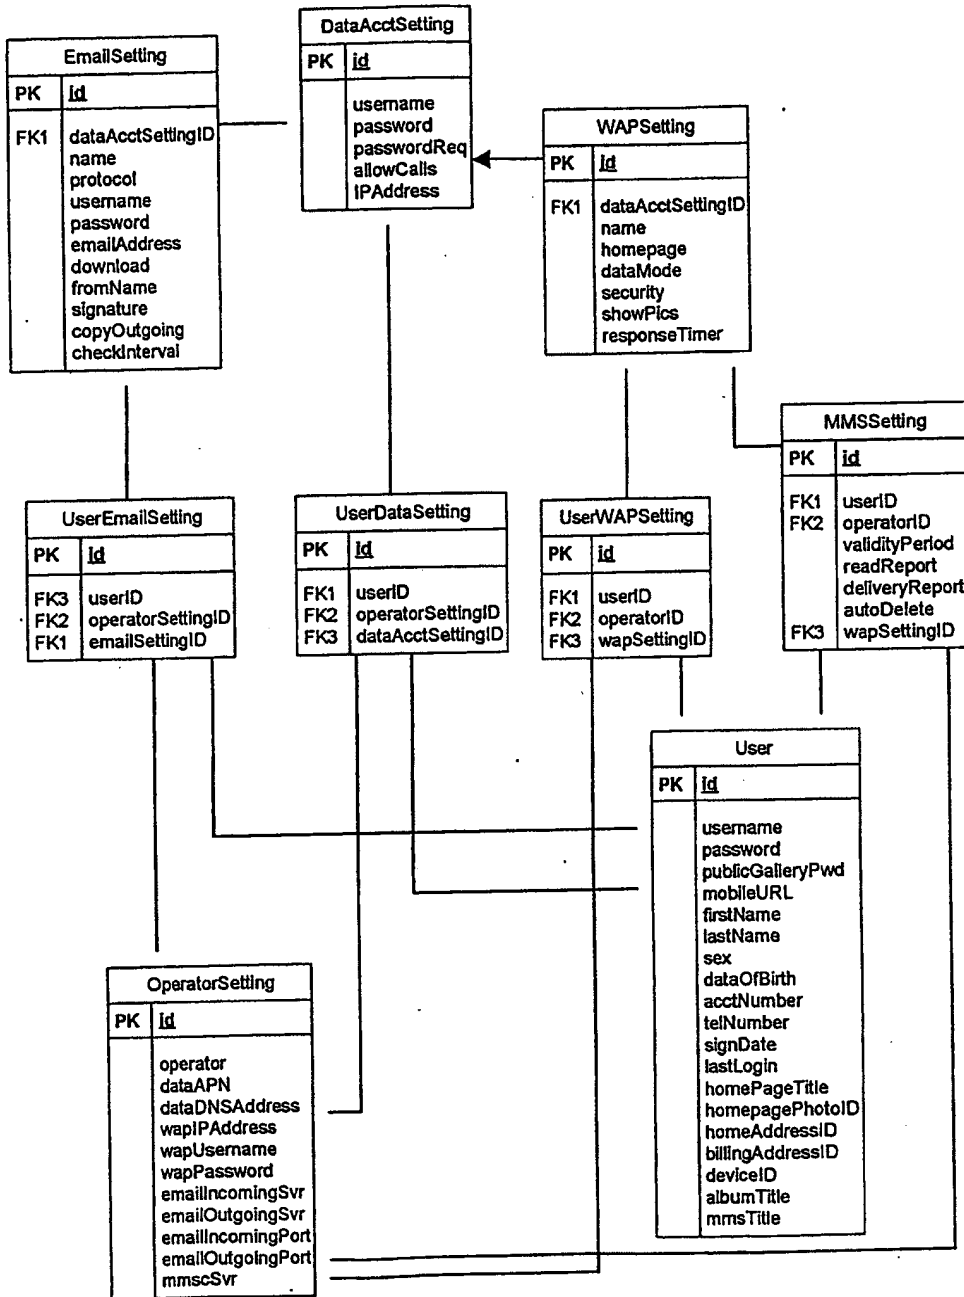 DataAcctSetting
PK id
username
password
passwordReq
allowCalls
IPAddress
EmailSetting
PK id
FK1 dataAcctSettingID
name
protocol
username
password
emailAddress
download
fromName
signature
copyOutgoing
checkInterval
WAPSetting
PK id
FK1 dataAcctSettingID
name
homepage
dataMode
security
showPics
responseTimer
MMSSetting
PK id
FK1 userID
FK2 operatorID
validityPeriod
readReport
deliveryReport
autoDelete
FK3 wapSettingID
UserEmailSetting
PK id
FK3 userID
FK2 operatorSettingID
FK1 emailSettingID
UserDataSetting
PK id
FK1 userID
FK2 operatorSettingID
FK3 dataAcctSettingID
UserWAPSetting
PK id
FK1 userID
FK2 operatorID
FK3 wapSettingID
User
PK id
username
password
publicGalleryPwd
mobileURL
firstName
lastName
sex
dataOfBirth
acctNumber
telNumber
signDate
lastLogin
homePageTitle
homepagePhotoID
homeAddressID
billingAddressID
deviceID
albumTitle
mmsTitle
OperatorSetting
PK id
operator
dataAPN
dataDNSAddress
wapIPAddress
wapUsername
wapPassword
emailIncomingSvr
emailOutgoingSvr
emailIncomingPort
emailOutgoingPort
mmscSvr